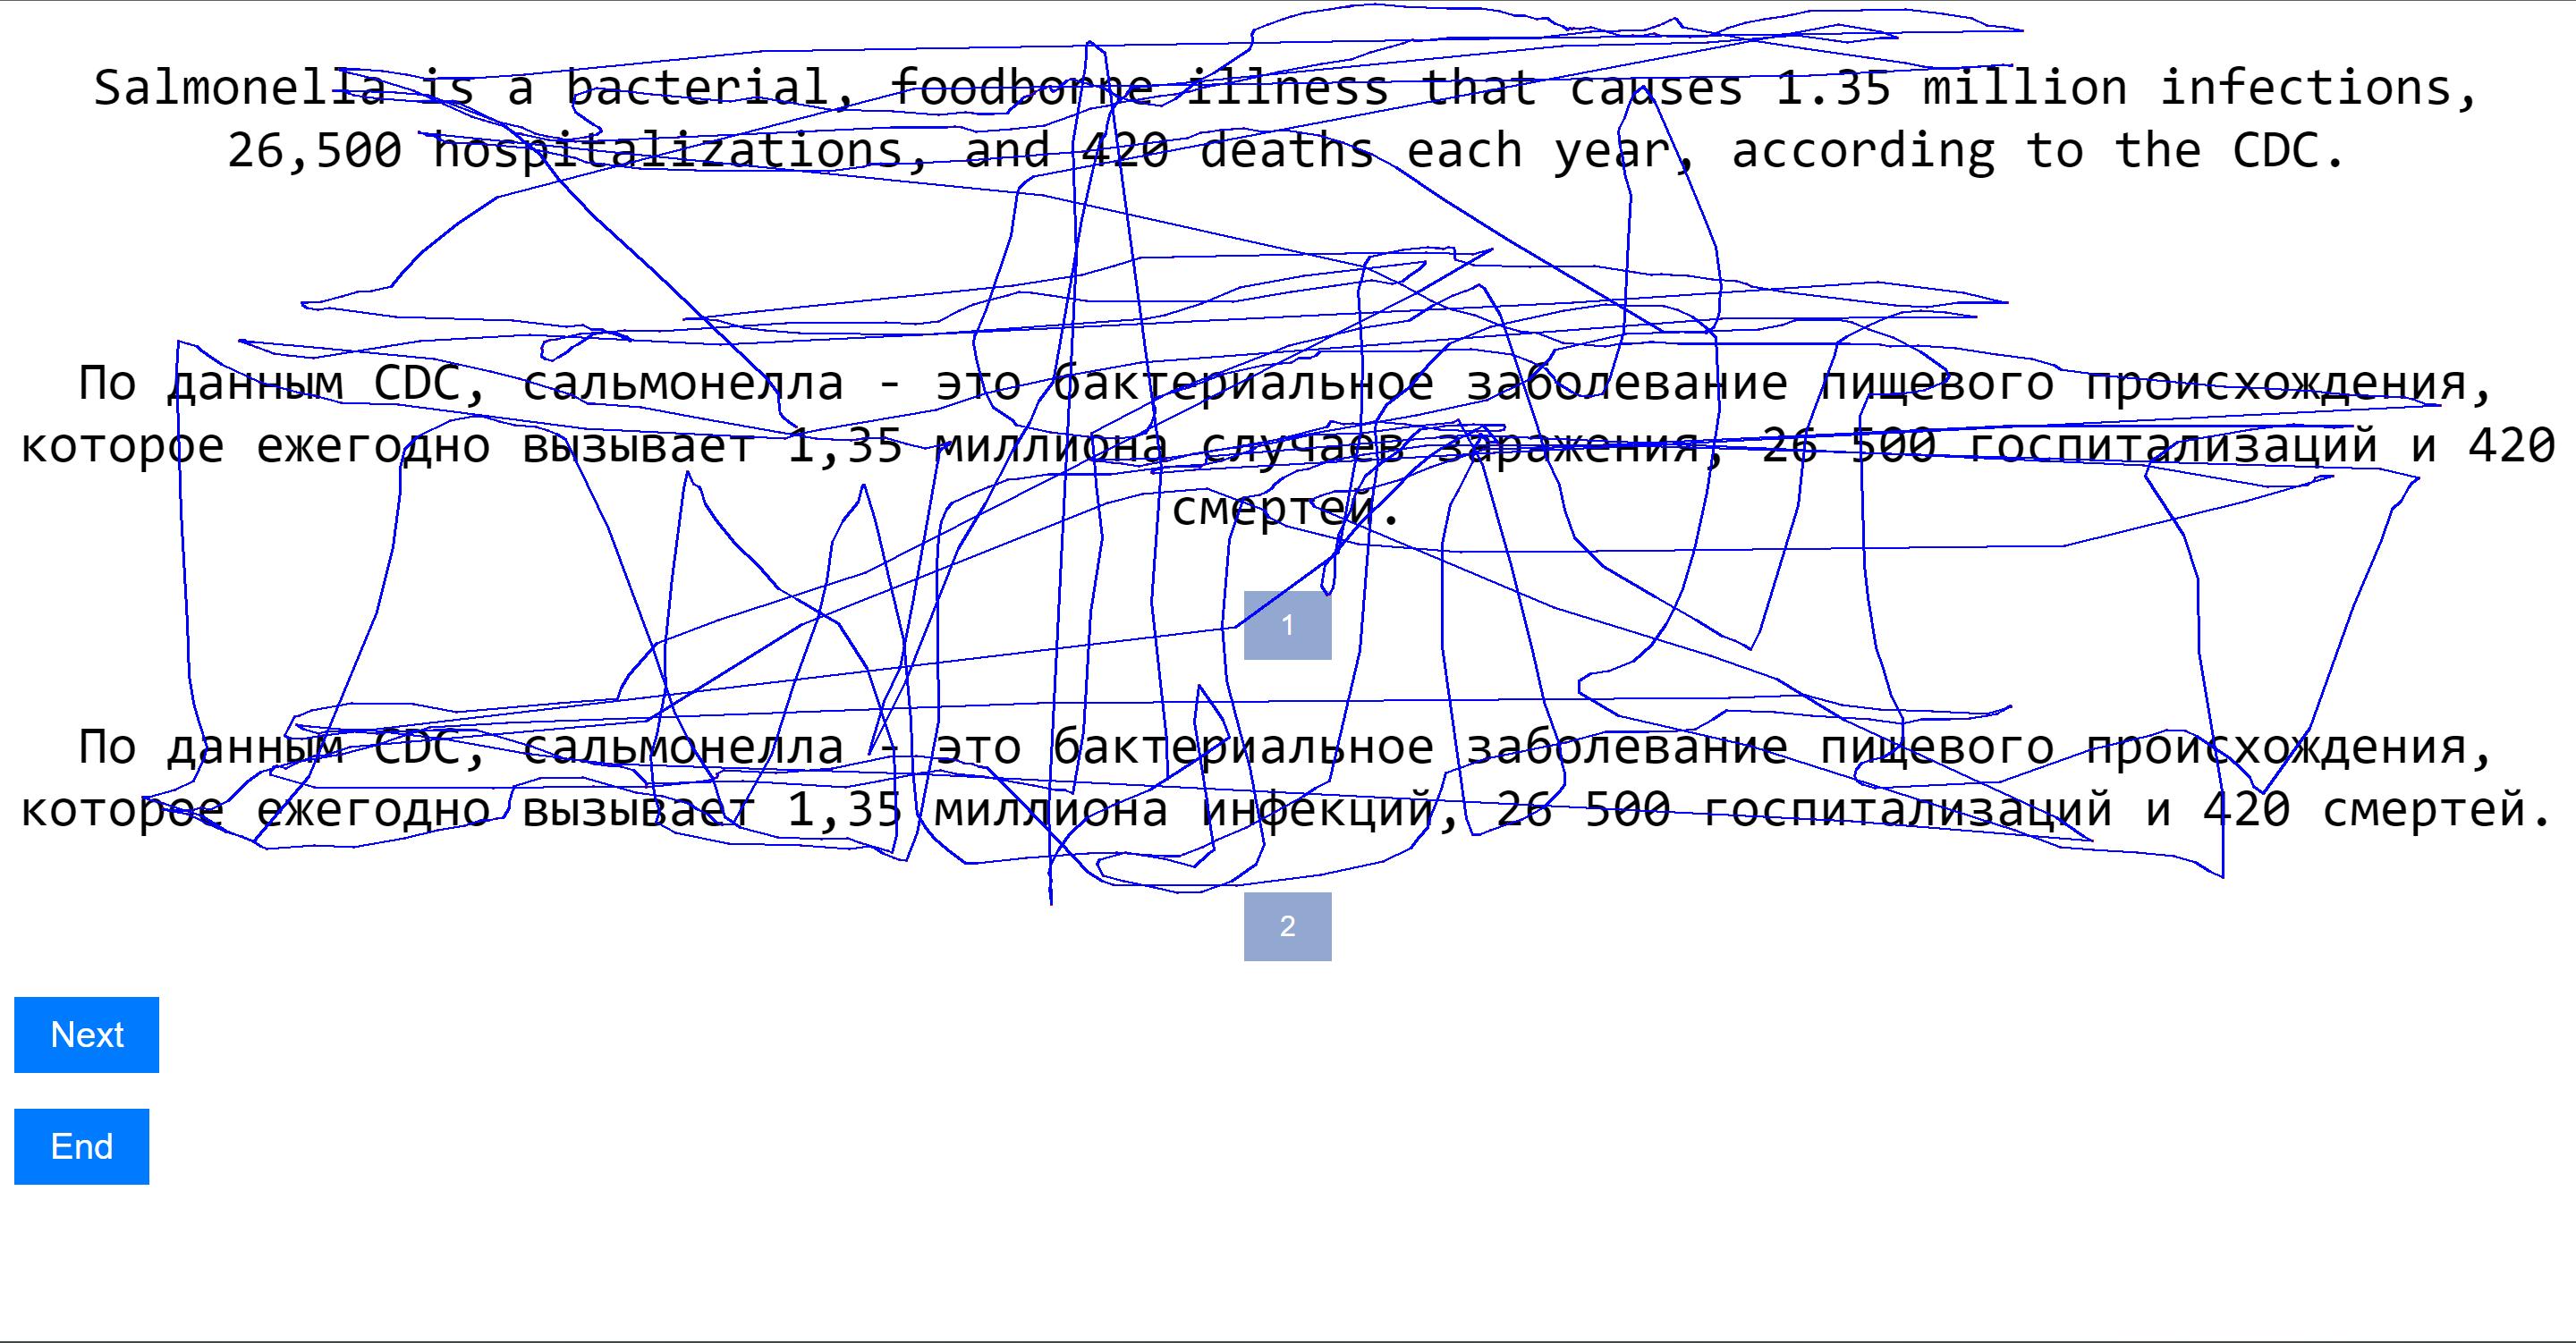 Salmonella is a bacterial, foodborne illness that causes 1.35 million infections,
26,500 hospitalizations, and 420 deaths each year, according to the CDC.
По данным CDC, сальмонелла - это бактериальное заболевание пищевого происхождения,
которое ежегодно вызывает 1,35 миллиона случаев заражения, 26 500 госпитализаций и 420
смертей.
1
По данным CDC, сальмонелла - это бактериальное заболевание пищевого происхождения,
которое ежегодно вызывает 1,35 миллиона инфекций, 26 500 госпитализаций и 420 смертей.
2
Next
End